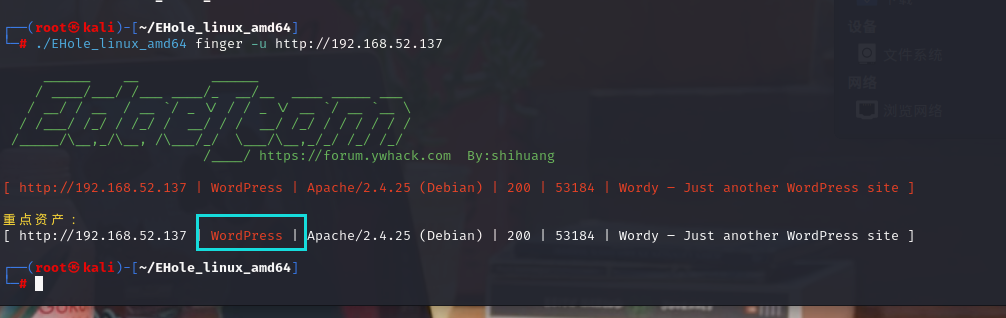 ┌──(root㉿kali)-[~/EHole_linux_amd64]
└─# ./EHole_linux_amd64 finger -u http://192.168.52.137
设备
文件系统
网络
浏览网络
EdgeTeam
https://forum.ywhack.com  By:shihuang
[ http://192.168.52.137 | WordPress | Apache/2.4.25 (Debian) | 200 | 53184 | Wordy – Just another WordPress site ]
重点资产：
[ http://192.168.52.137 | WordPress | Apache/2.4.25 (Debian) | 200 | 53184 | Wordy – Just another WordPress site ]
┌──(root㉿kali)-[~/EHole_linux_amd64]
└─#